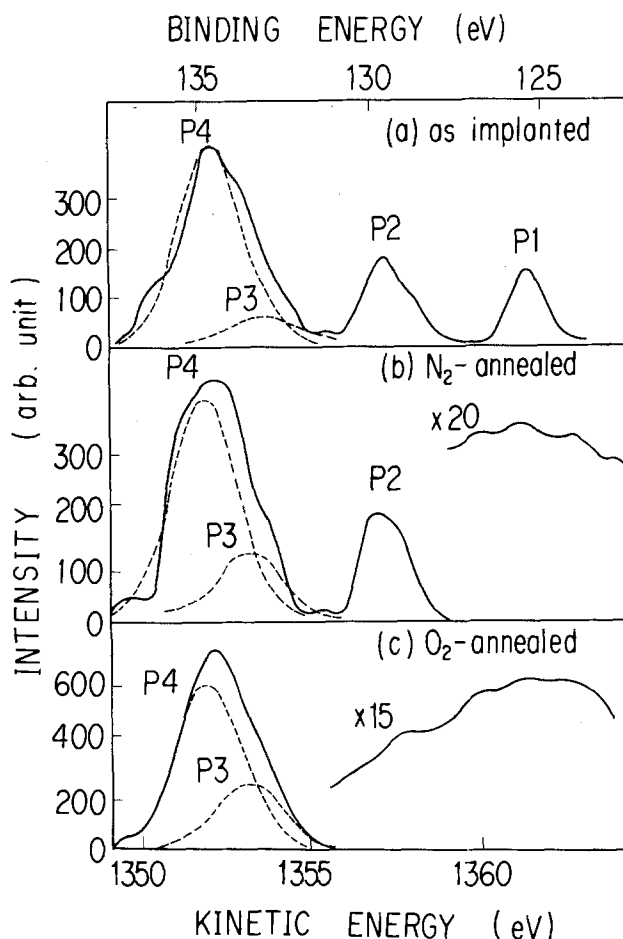 BINDING ENERGY (eV)
135 130 125
P4 (a) as implanted
300
200
100
0
P3
P2
P1
P4 (b) N₂-annealed
x20
300
200
100
0
P3
P2
(c) O₂-annealed
P4
x15
600
400
200
0
P3
INTENSITY (arb. unit)
1350 1355 1360
KINETIC ENERGY (eV)